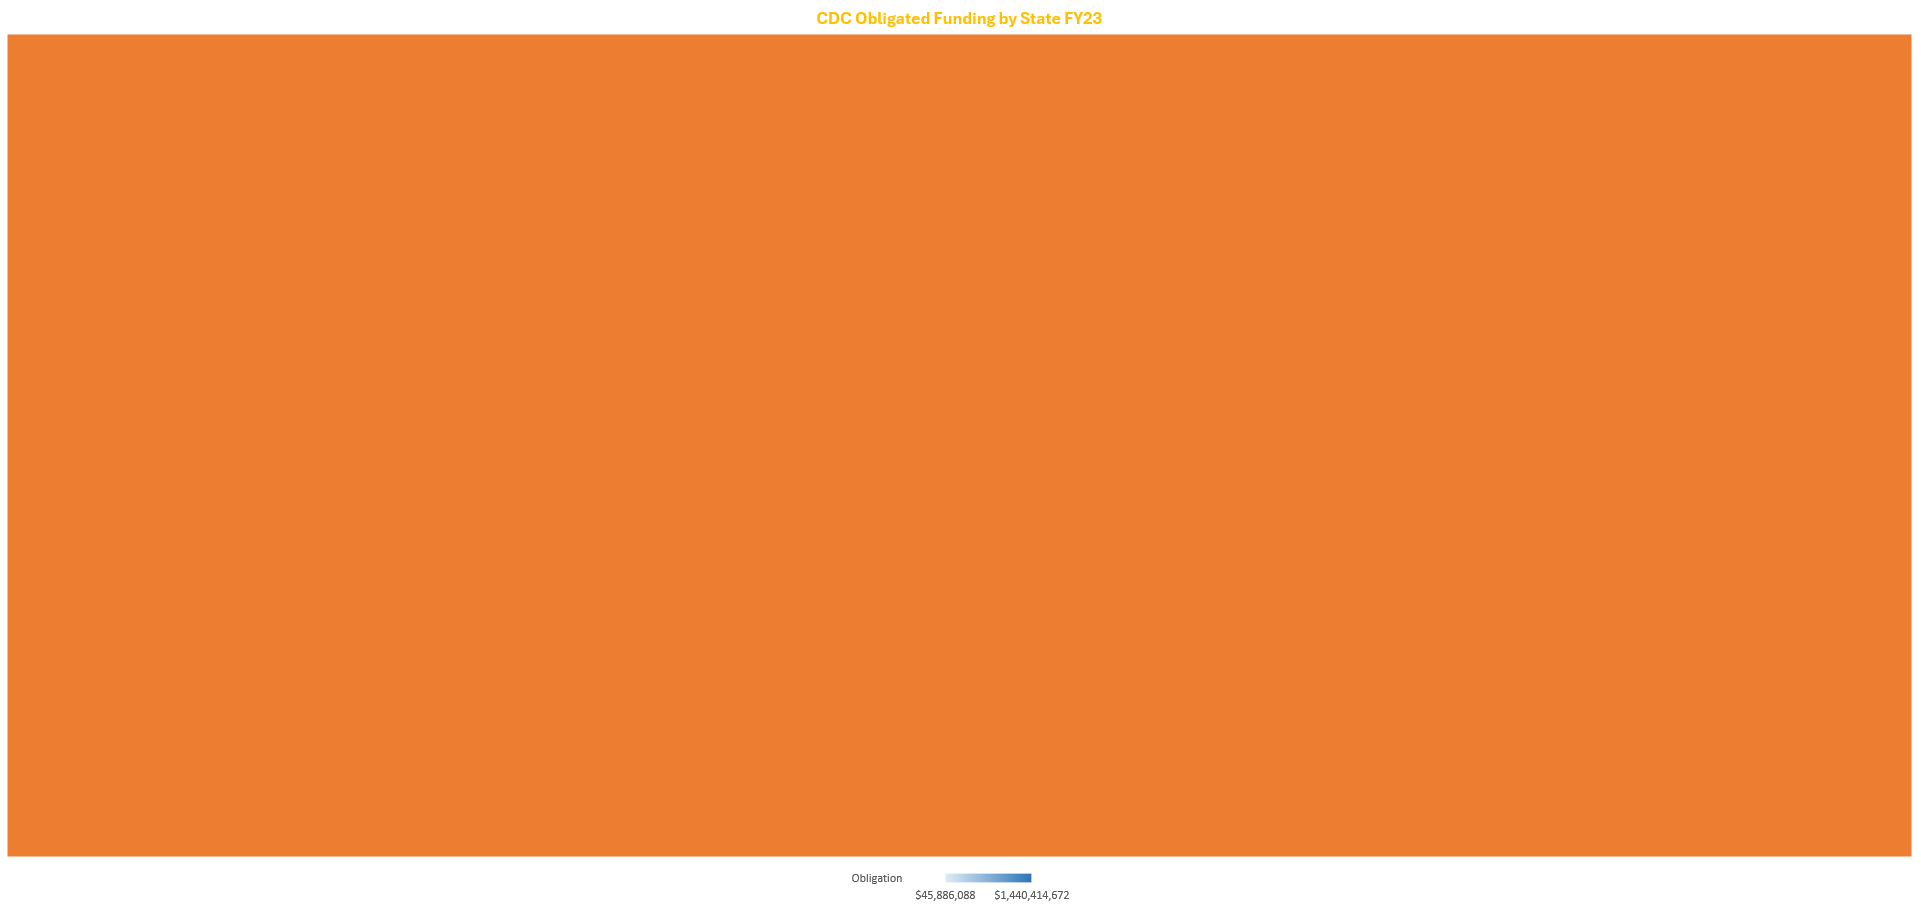 CDC Obligated Funding by State FY23
Obligation
$45,886,088 $1,440,414,672